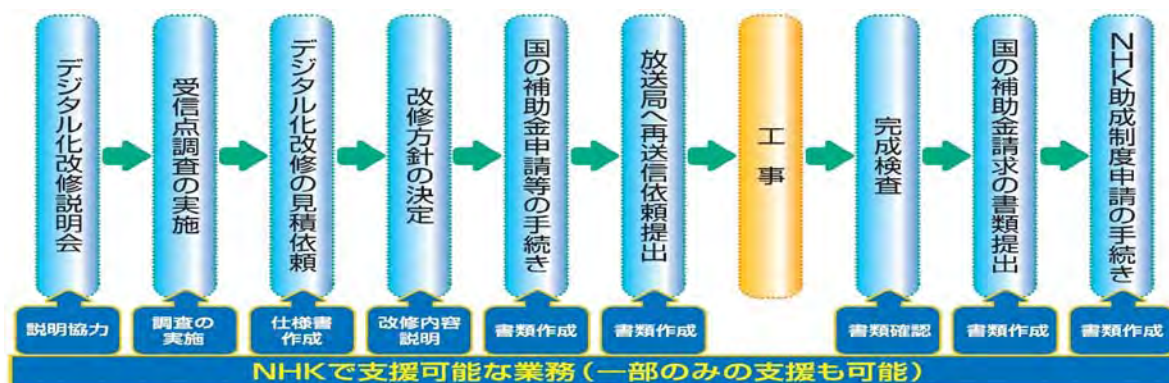 デジタル化改修説明会
受信点調査の実施
デジタル化改修の見積依頼
改修方針の決定
国の補助金申請等の手続き
放送局へ再送信依頼提出
工事
完成検査
国の補助金請求の書類提出
NHK助成制度申請の手続き
説明協力
調査の
実施
仕様書
作成
改修内容
説明
書類作成
書類作成
書類確認
書類作成
書類作成
NHKで支援可能な業務（一部のみの支援も可能）